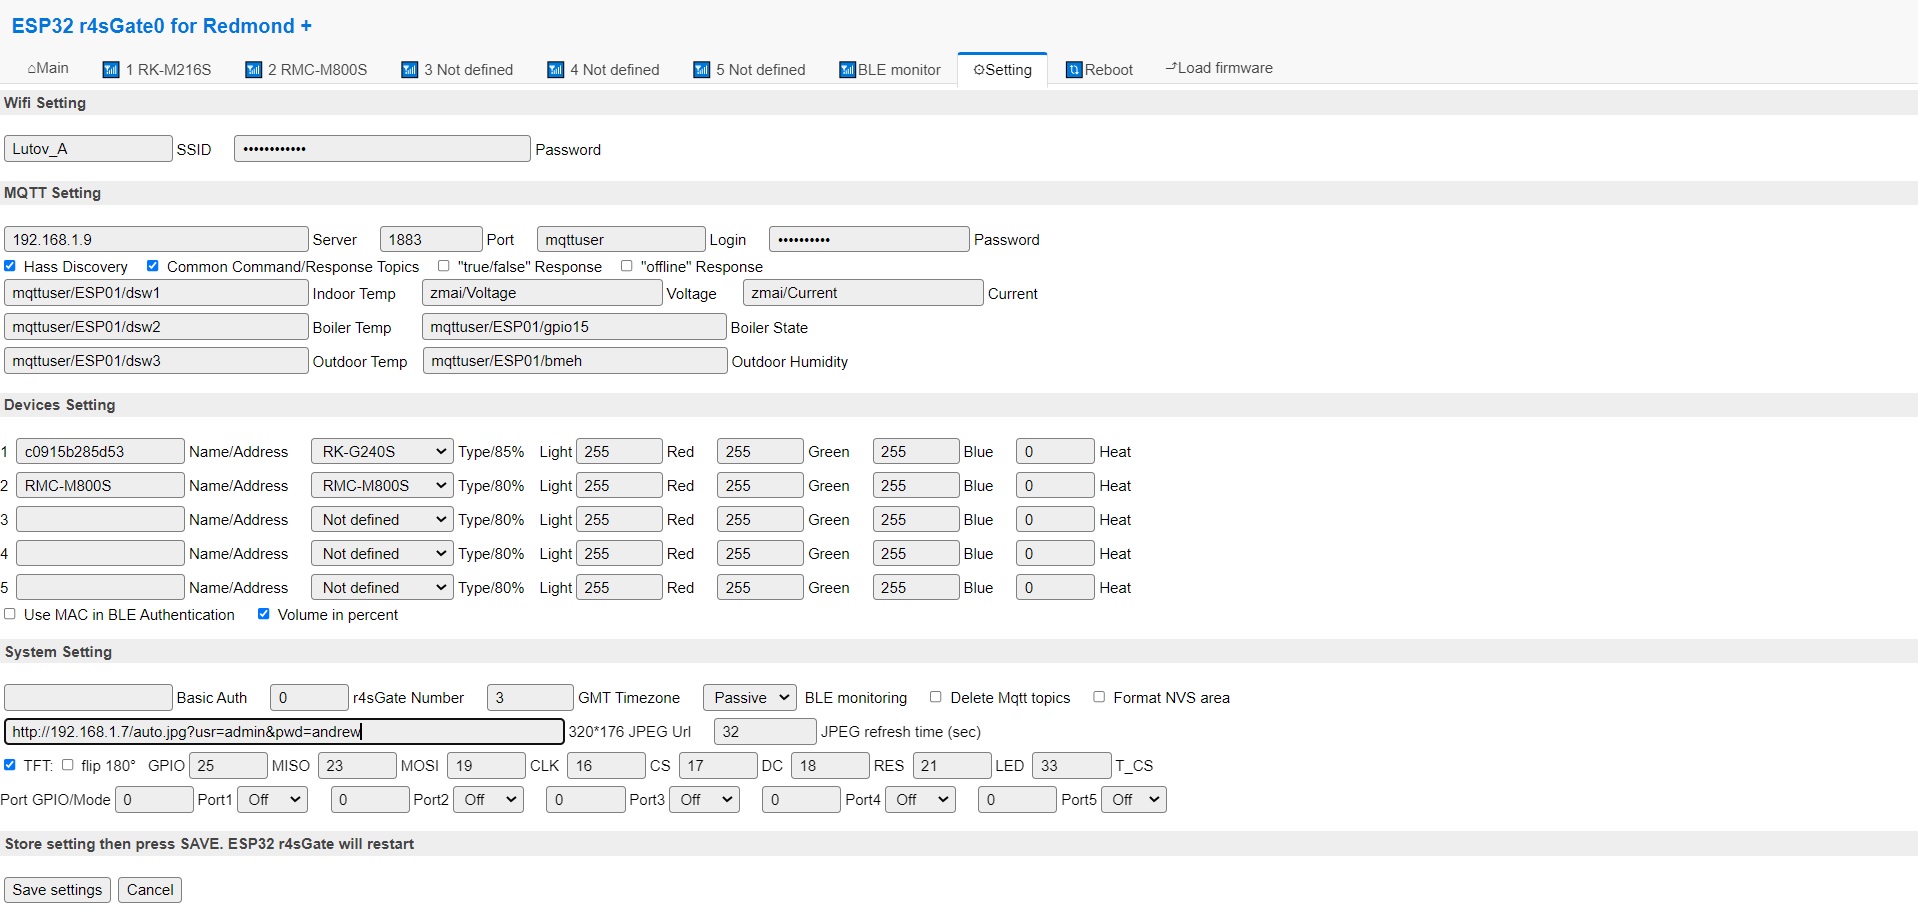 ESP32 r4sGate0 for Redmond +
⌂Main 1 RK-M216S 2 RMC-M800S 3 Not defined 4 Not defined 5 Not defined BLE monitor ⚙Setting Reboot Load firmware
Wifi Setting
Lutov_A SSID •••••••••••• Password
MQTT Setting
192.168.1.9 Server 1883 Port mqttuser Login •••••••••• Password
Hass Discovery Common Command/Response Topics "true/false" Response "offline" Response
mqttuser/ESP01/dsw1 Indoor Temp zmai/Voltage Voltage zmai/Current Current
mqttuser/ESP01/dsw2 Boiler Temp mqttuser/ESP01/gpio15 Boiler State
mqttuser/ESP01/dsw3 Outdoor Temp mqttuser/ESP01/bmeh Outdoor Humidity
Devices Setting
1 c0915b285d53 Name/Address RK-G240S Type/85% Light 255 Red 255 Green 255 Blue 0 Heat
2 RMC-M800S Name/Address RMC-M800S Type/80% Light 255 Red 255 Green 255 Blue 0 Heat
3 Name/Address Not defined Type/80% Light 255 Red 255 Green 255 Blue 0 Heat
4 Name/Address Not defined Type/80% Light 255 Red 255 Green 255 Blue 0 Heat
5 Name/Address Not defined Type/80% Light 255 Red 255 Green 255 Blue 0 Heat
Use MAC in BLE Authentication Volume in percent
System Setting
Basic Auth 0 r4sGate Number 3 GMT Timezone Passive BLE monitoring Delete Mqtt topics Format NVS area
http://192.168.1.7/auto.jpg?usr=admin&pwd=andrew 320*176 JPEG Url 32 JPEG refresh time (sec)
TFT: flip 180° GPIO 25 MISO 23 MOSI 19 CLK 16 CS 17 DC 18 RES 21 LED 33 T_CS
Port GPIO/Mode 0 Port1 Off 0 Port2 Off 0 Port3 Off 0 Port4 Off 0 Port5 Off
Store setting then press SAVE. ESP32 r4sGate will restart
Save settings Cancel